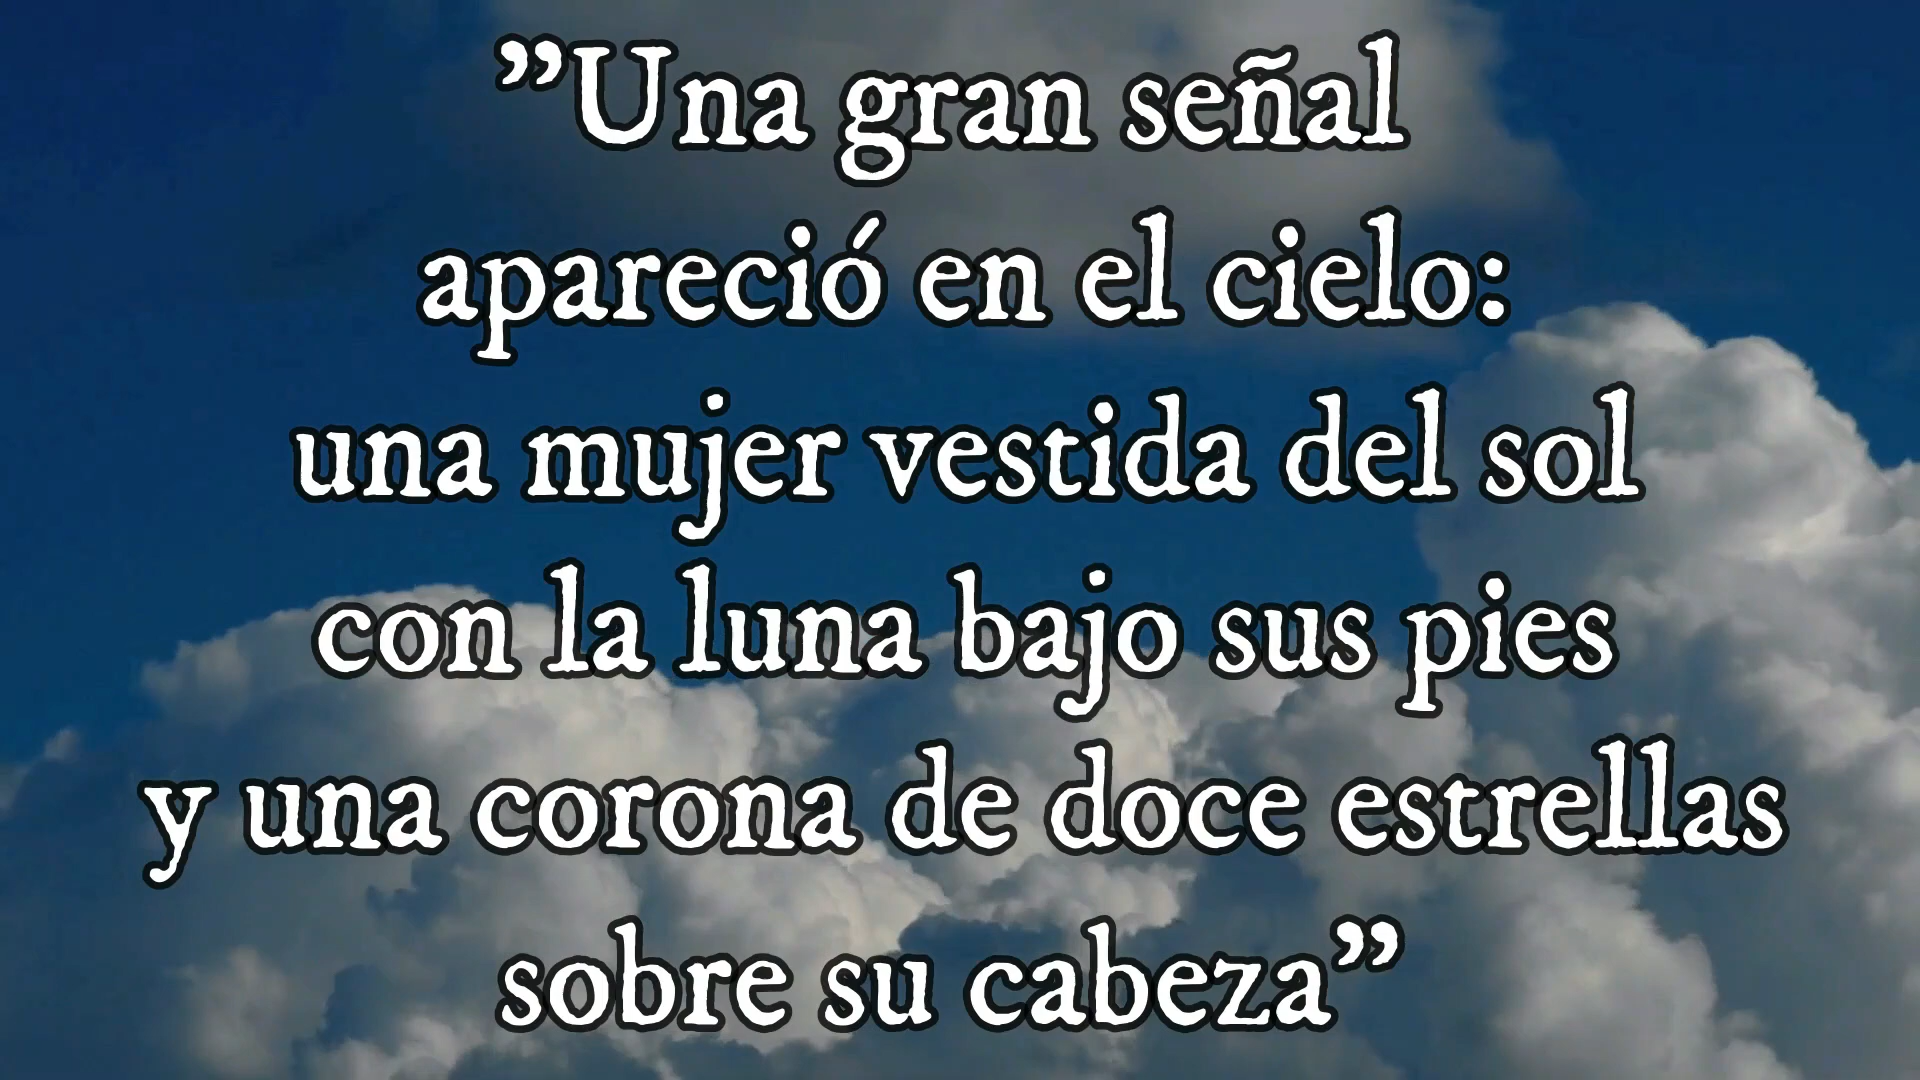 ”Una gran señal
apareció en el cielo:
una mujer vestida del sol
con la luna bajo sus pies
y una corona de doce estrellas
sobre su cabeza”